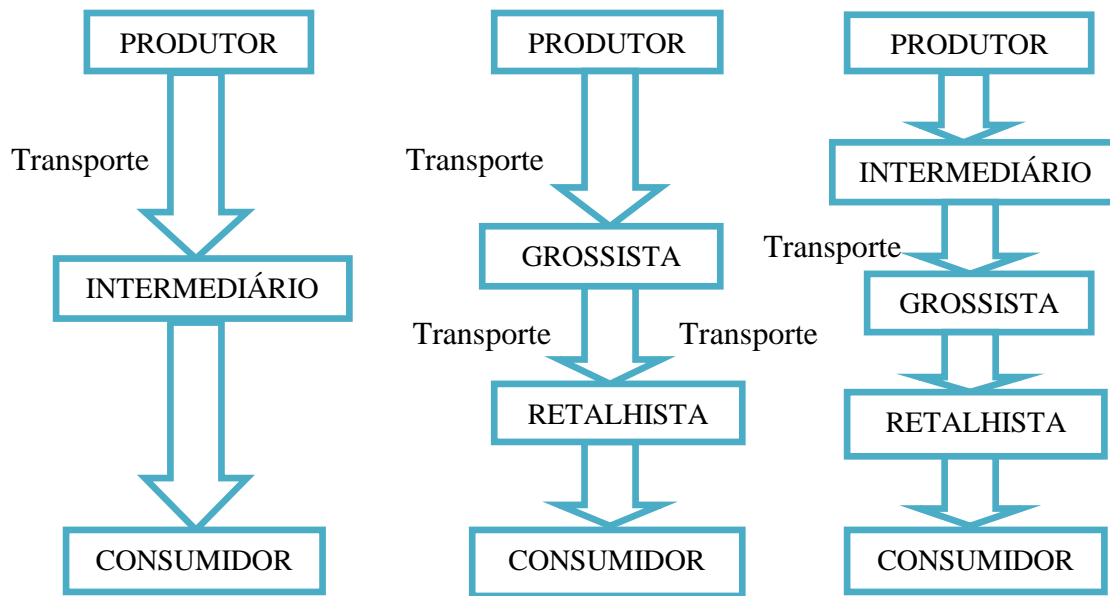 PRODUTOR
Transporte
INTERMEDIÁRIO
CONSUMIDOR
PRODUTOR
Transporte
GROSSISTA
Transporte
Transporte
RETALHISTA
CONSUMIDOR
PRODUTOR
INTERMEDIÁRIO
Transporte
GROSSISTA
RETALHISTA
CONSUMIDOR